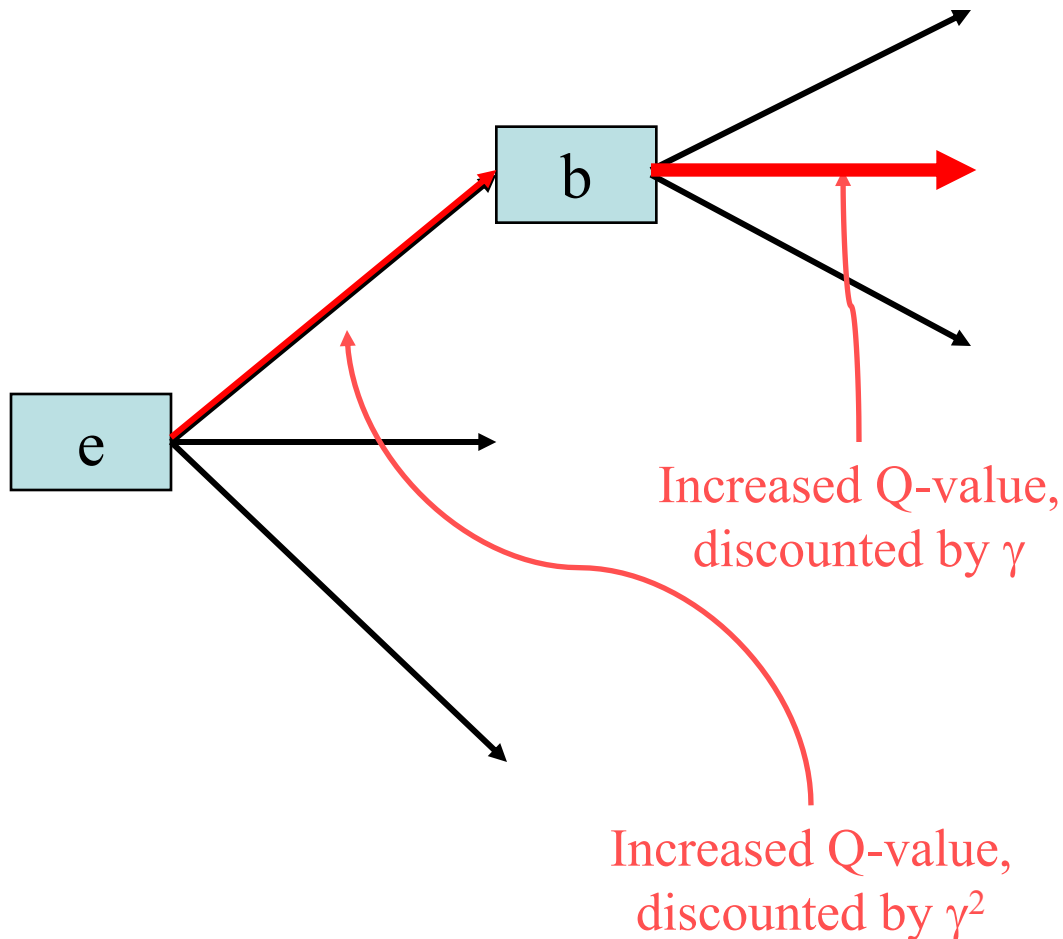 b
e
Increased Q-value,
discounted by γ
Increased Q-value,
discounted by γ²